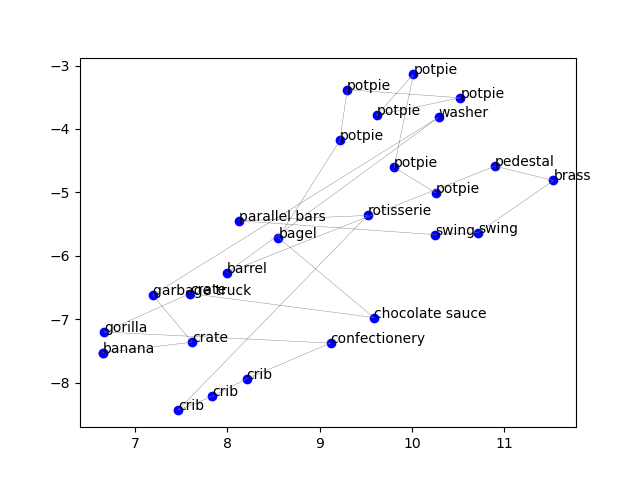 potpie
−3
potpie
potpie
potpie
washer
−4
potpie
potpie
pedestal
brass
potpie
−5
rotisserie
parallel bars
swing
swing
bagel
−6
barrel
garbage truck
crate
−7
chocolate sauce
gorilla
crate
confectionery
banana
crib
−8
crib
crib
7
8
9
10
11